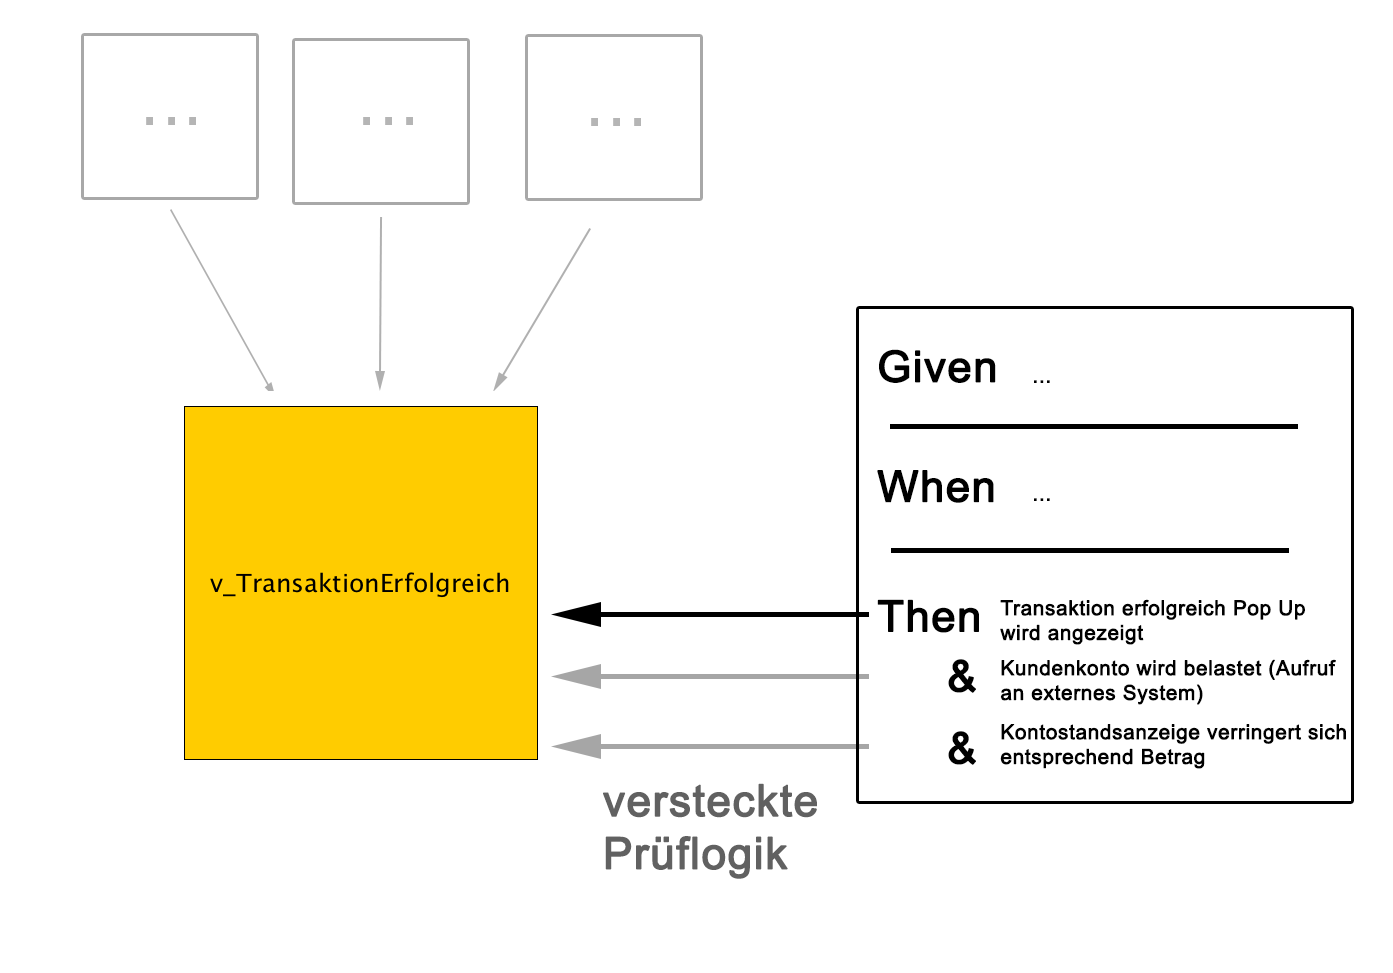 ...
...
...
Given ...
When ...
v_TransaktionErfolgreich
Then Transaktion erfolgreich Pop Up
wird angezeigt
& Kundenkonto wird belastet (Aufruf
an externes System)
& Kontostandsanzeige verringert sich
entsprechend Betrag
versteckte
Prüflogik